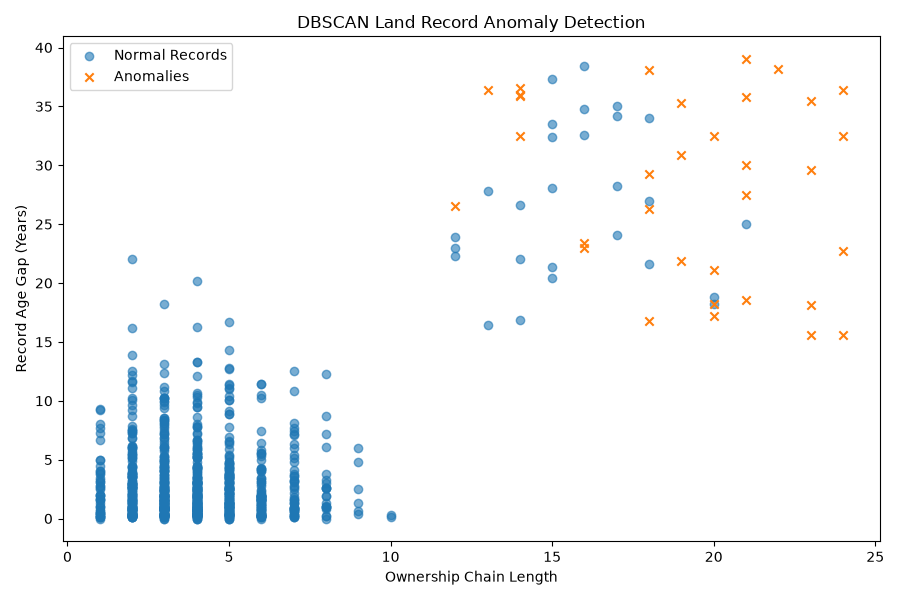 DBSCAN Land Record Anomaly Detection
Normal Records
Anomalies
Record Age Gap (Years)
40
35
30
25
20
15
10
5
0
0 5 10 15 20 25
Ownership Chain Length